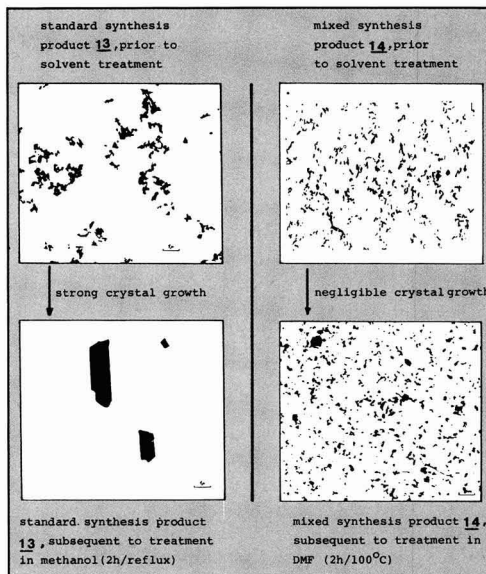 standard synthesis
product 13, prior to
solvent treatment
mixed synthesis
product 14, prior
to solvent treatment
strong crystal growth
negligible crystal growth
standard synthesis product
13, subsequent to treatment
in methanol (2h/reflux)
mixed synthesis product 14,
subsequent to treatment in
DMF (2h/100°C)